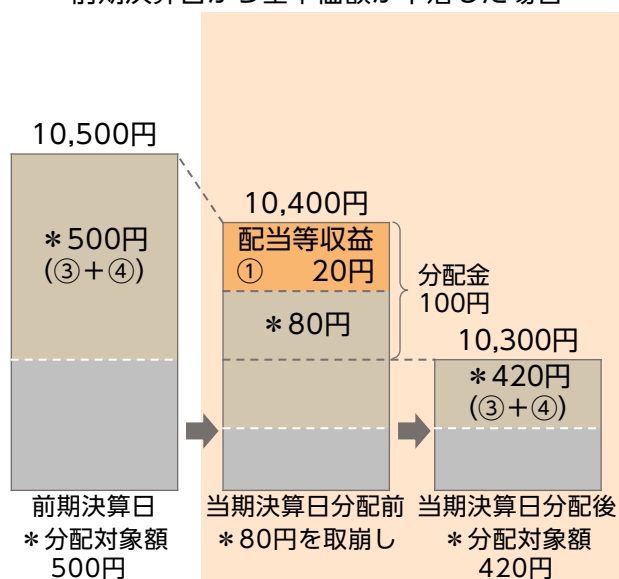 10,500円
＊500円
(③＋④)
10,400円
配当等収益
① 20円
＊80円
分配金
100円
10,300円
＊420円
(③＋④)
前期決算日
＊分配対象額
500円
当期決算日分配前
＊80円を取崩し
当期決算日分配後
＊分配対象額
420円